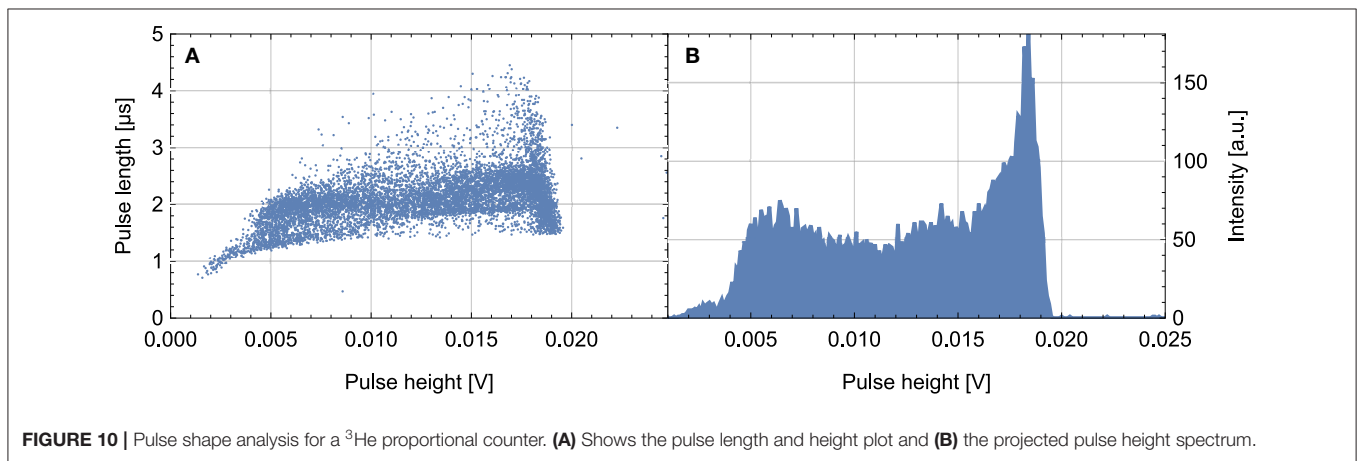 A
B
5
4
3
2
1
0
Pulse length [μs]
0.000
0.005
0.010
0.015
0.020
Pulse height [V]
150
100
50
0
Intensity [a.u.]
0.005
0.010
0.015
0.020
0.025
Pulse height [V]
FIGURE 10 | Pulse shape analysis for a ³He proportional counter. (A) Shows the pulse length and height plot and (B) the projected pulse height spectrum.